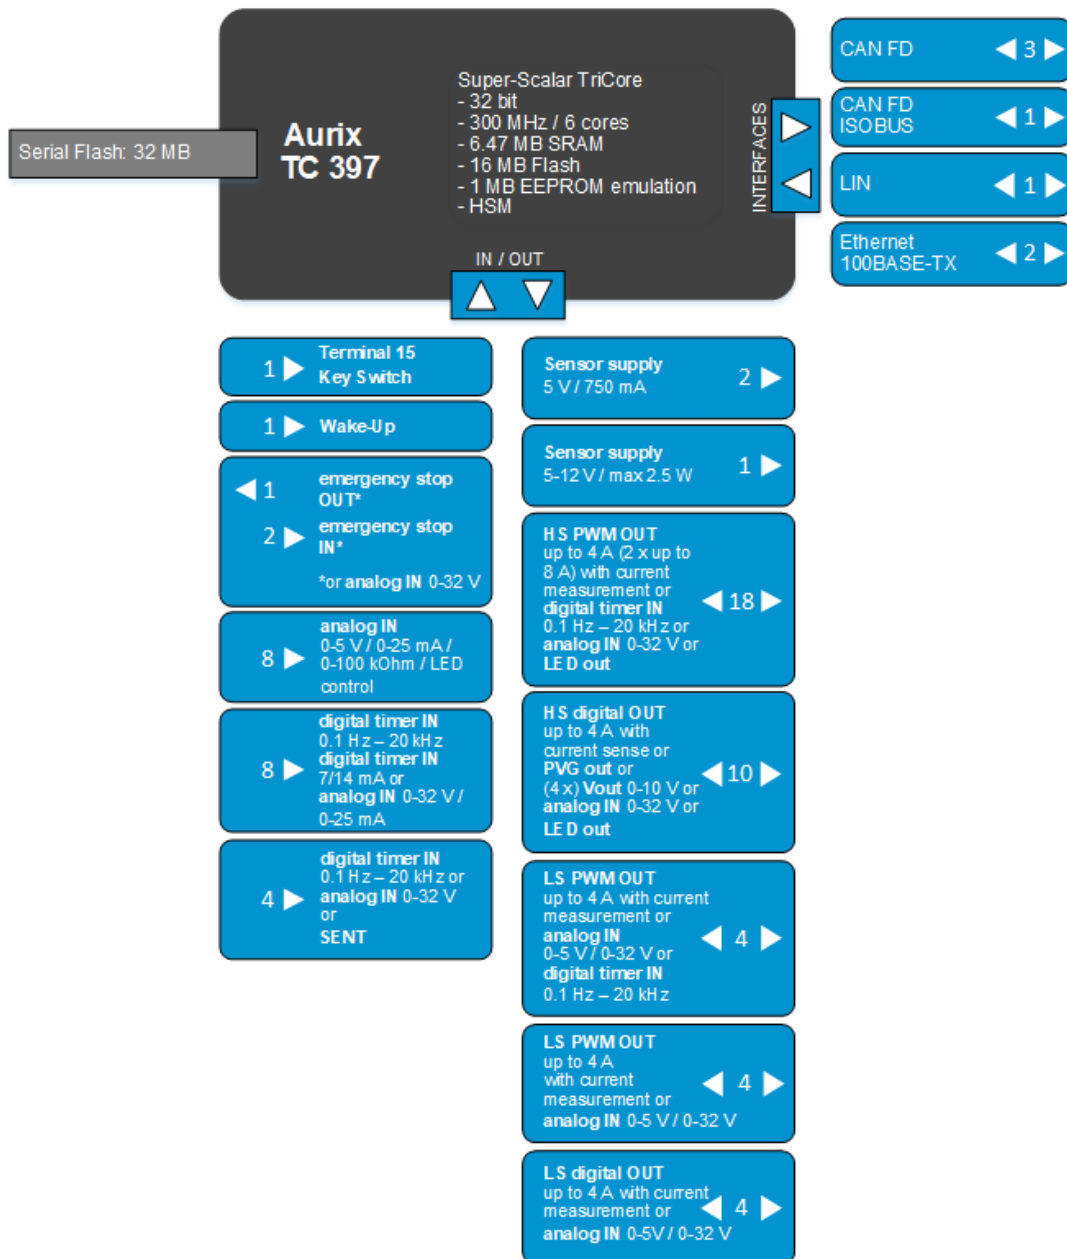 Serial Flash: 32 MB
Aurix
TC 397
Super-Scalar TriCore
- 32 bit
- 300 MHz / 6 cores
- 6.47 MB SRAM
- 16 MB Flash
- 1 MB EEPROM emulation
- HSM
INTERFACES
IN / OUT
CAN FD
3
CAN FD
ISOBUS
1
LIN
1
Ethernet
100BASE-TX
2
1
Terminal 15
Key Switch
1
Wake-Up
1
emergency stop
OUT*
2
emergency stop
IN*
*or analog IN 0-32 V
8
analog IN
0-5 V / 0-25 mA /
0-100 kOhm / LED
control
8
digital timer IN
0.1 Hz – 20 kHz
digital timer IN
7/14 mA or
analog IN 0-32 V /
0-25 mA
4
digital timer IN
0.1 Hz – 20 kHz or
analog IN 0-32 V
or
SENT
Sensor supply
5 V / 750 mA
2
Sensor supply
5-12 V / max 2.5 W
1
HS PWM OUT
up to 4 A (2 x up to
8 A) with current
measurement or
digital timer IN
0.1 Hz – 20 kHz or
analog IN 0-32 V or
LED out
18
HS digital OUT
up to 4 A with
current sense or
PVG out or
(4 x) Vout 0-10 V or
analog IN 0-32 V or
LED out
10
LS PWM OUT
up to 4 A with current
measurement or
analog IN
0-5 V / 0-32 V or
digital timer IN
0.1 Hz – 20 kHz
4
LS PWM OUT
up to 4 A
with current
measurement or
analog IN 0-5 V / 0-32 V
4
LS digital OUT
up to 4 A with current
measurement or
analog IN 0-5V / 0-32 V
4